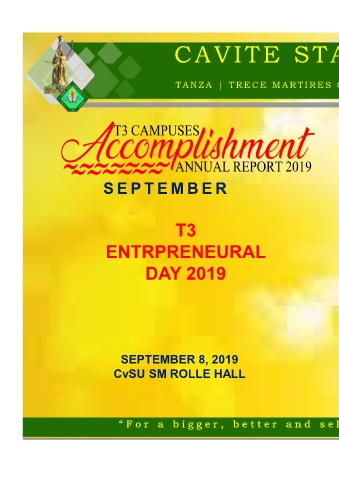 CAVITE STA
TANZA | TRECE MARTIRES
T3 CAMPUSES
Accomplishment
ANNUAL REPORT 2019
SEPTEMBER
T3
ENTRPRENEURAL
DAY 2019
SEPTEMBER 8, 2019
CvSU SM ROLLE HALL
"For a bigger, better and sel